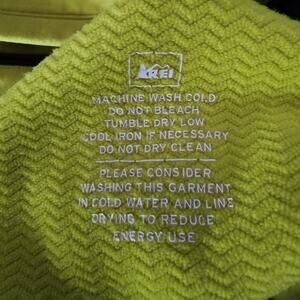 REI
MACHINE WASH COLD
DO NOT BLEACH
TUMBLE DRY LOW
COOL IRON IF NECESSARY
DO NOT DRY CLEAN
PLEASE CONSIDER
WASHING THIS GARMENT
IN COLD WATER AND LINE
DRYING TO REDUCE
ENERGY USE